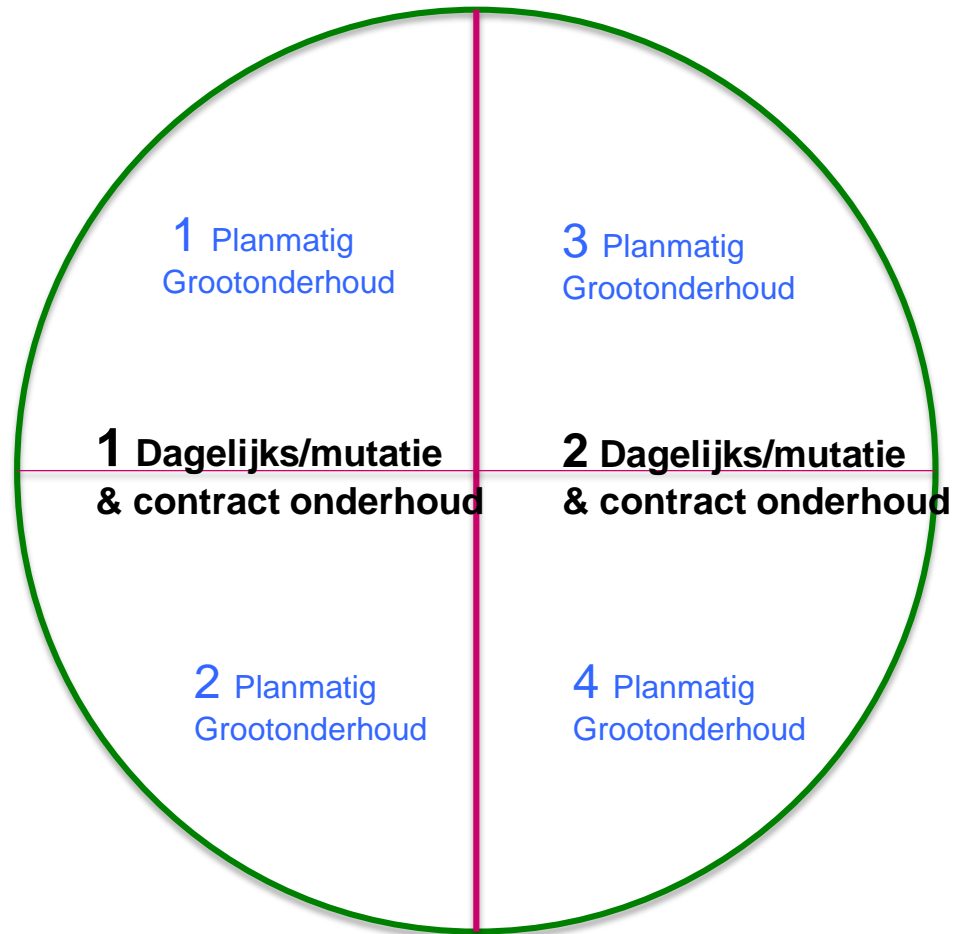 1 Planmatig
Grootonderhoud
3 Planmatig
Grootonderhoud
1 Dagelijks/mutatie
& contract onderhoud
2 Dagelijks/mutatie
& contract onderhoud
2 Planmatig
Grootonderhoud
4 Planmatig
Grootonderhoud